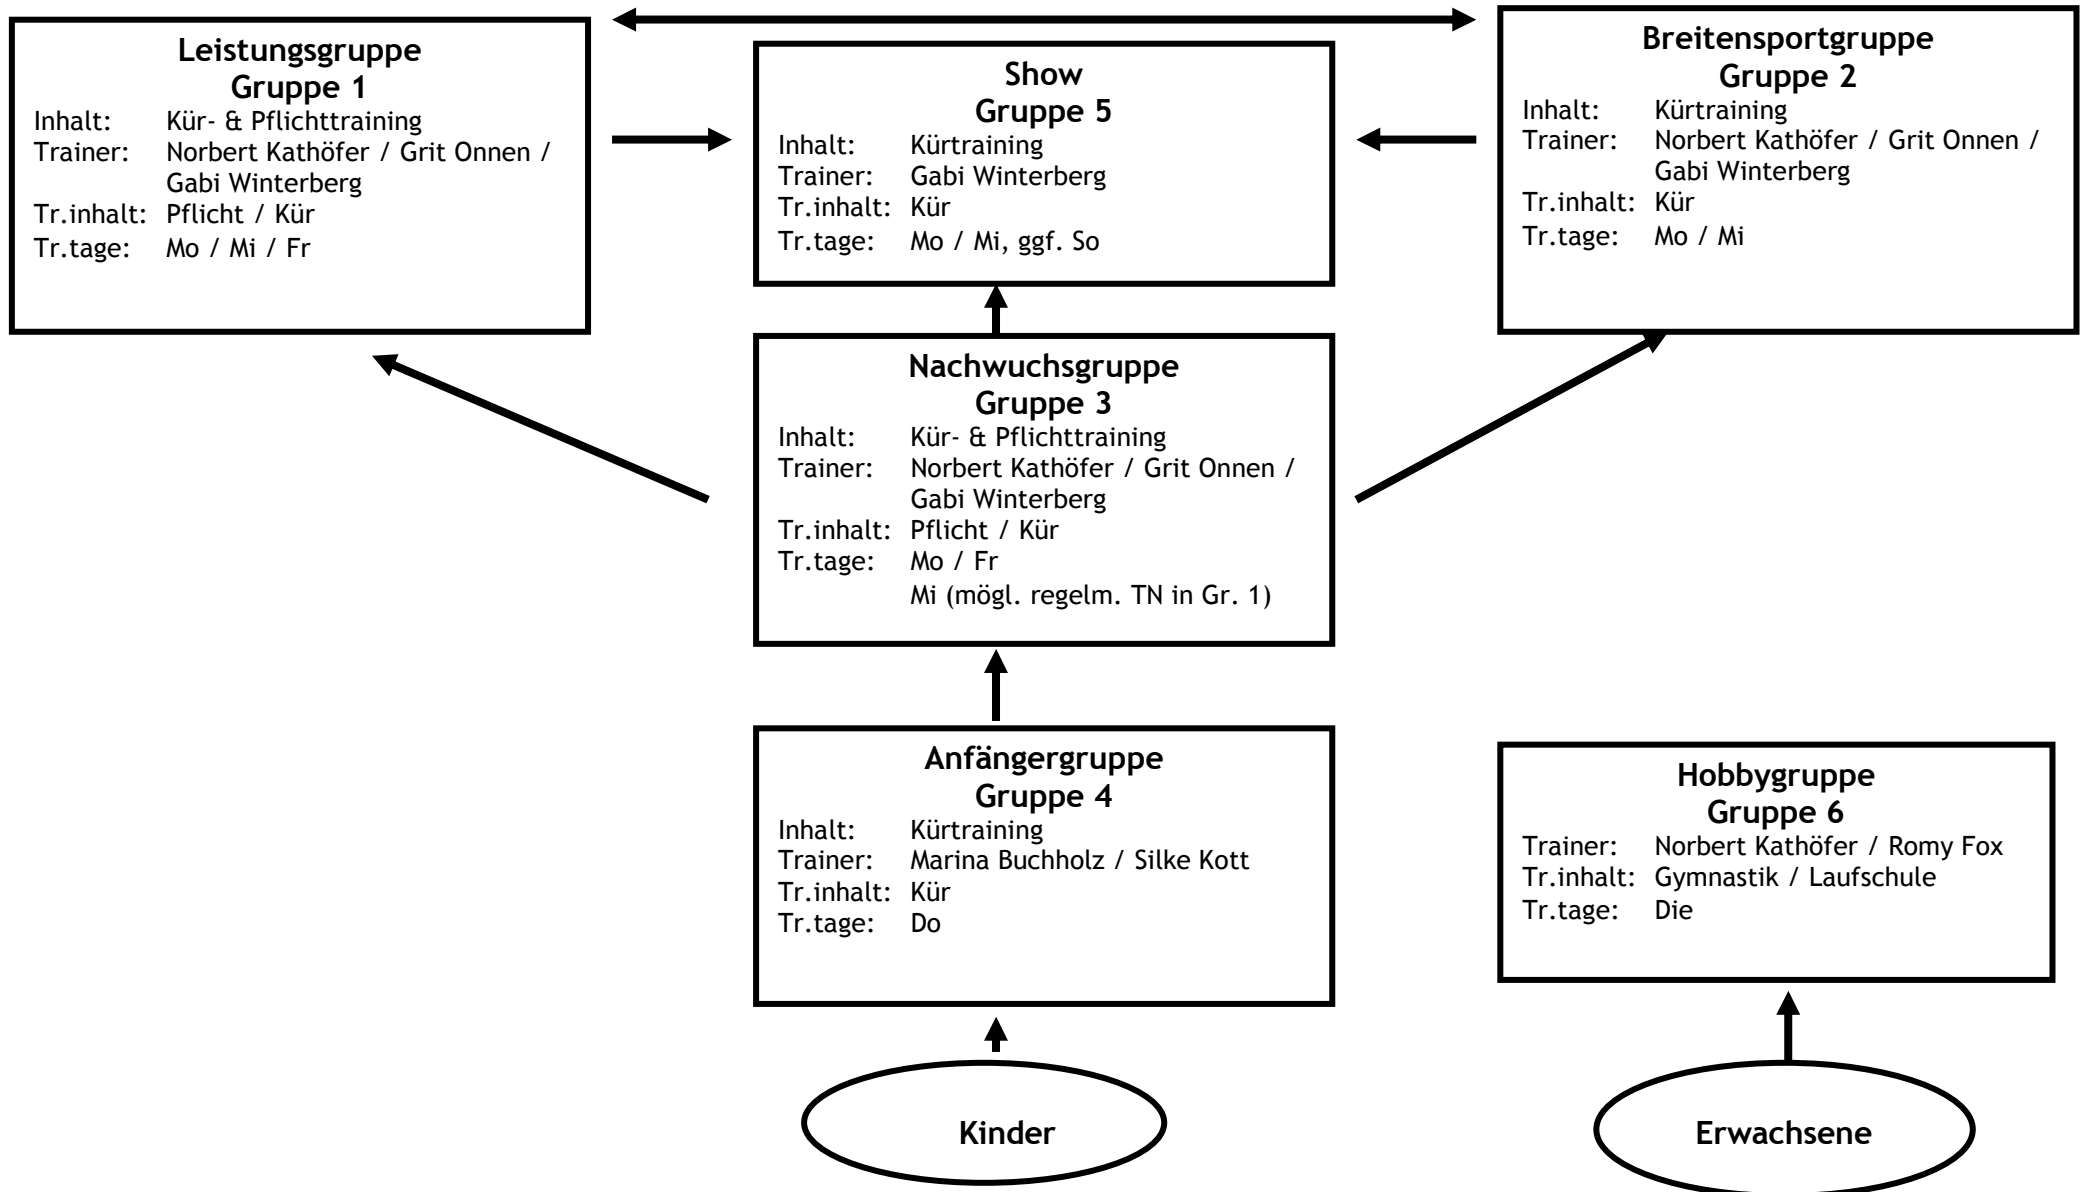 Leistungsgruppe
Gruppe 1
Inhalt: Kür- & Pflichttraining
Trainer: Norbert Kathöfer / Grit Onnen /
Gabi Winterberg
Tr.inhalt: Pflicht / Kür
Tr.tage: Mo / Mi / Fr
Show
Gruppe 5
Inhalt: Kürtraining
Trainer: Gabi Winterberg
Tr.inhalt: Kür
Tr.tage: Mo / Mi, ggf. So
Breitensportgruppe
Gruppe 2
Inhalt: Kürtraining
Trainer: Norbert Kathöfer / Grit Onnen /
Gabi Winterberg
Tr.inhalt: Kür
Tr.tage: Mo / Mi
Nachwuchsgruppe
Gruppe 3
Inhalt: Kür- & Pflichttraining
Trainer: Norbert Kathöfer / Grit Onnen /
Gabi Winterberg
Tr.inhalt: Pflicht / Kür
Tr.tage: Mo / Fr
Mi (mögl. regelm. TN in Gr. 1)
Anfängergruppe
Gruppe 4
Inhalt: Kürtraining
Trainer: Marina Buchholz / Silke Kott
Tr.inhalt: Kür
Tr.tage: Do
Hobbygruppe
Gruppe 6
Trainer: Norbert Kathöfer / Romy Fox
Tr.inhalt: Gymnastik / Laufschule
Tr.tage: Die
Kinder
Erwachsene